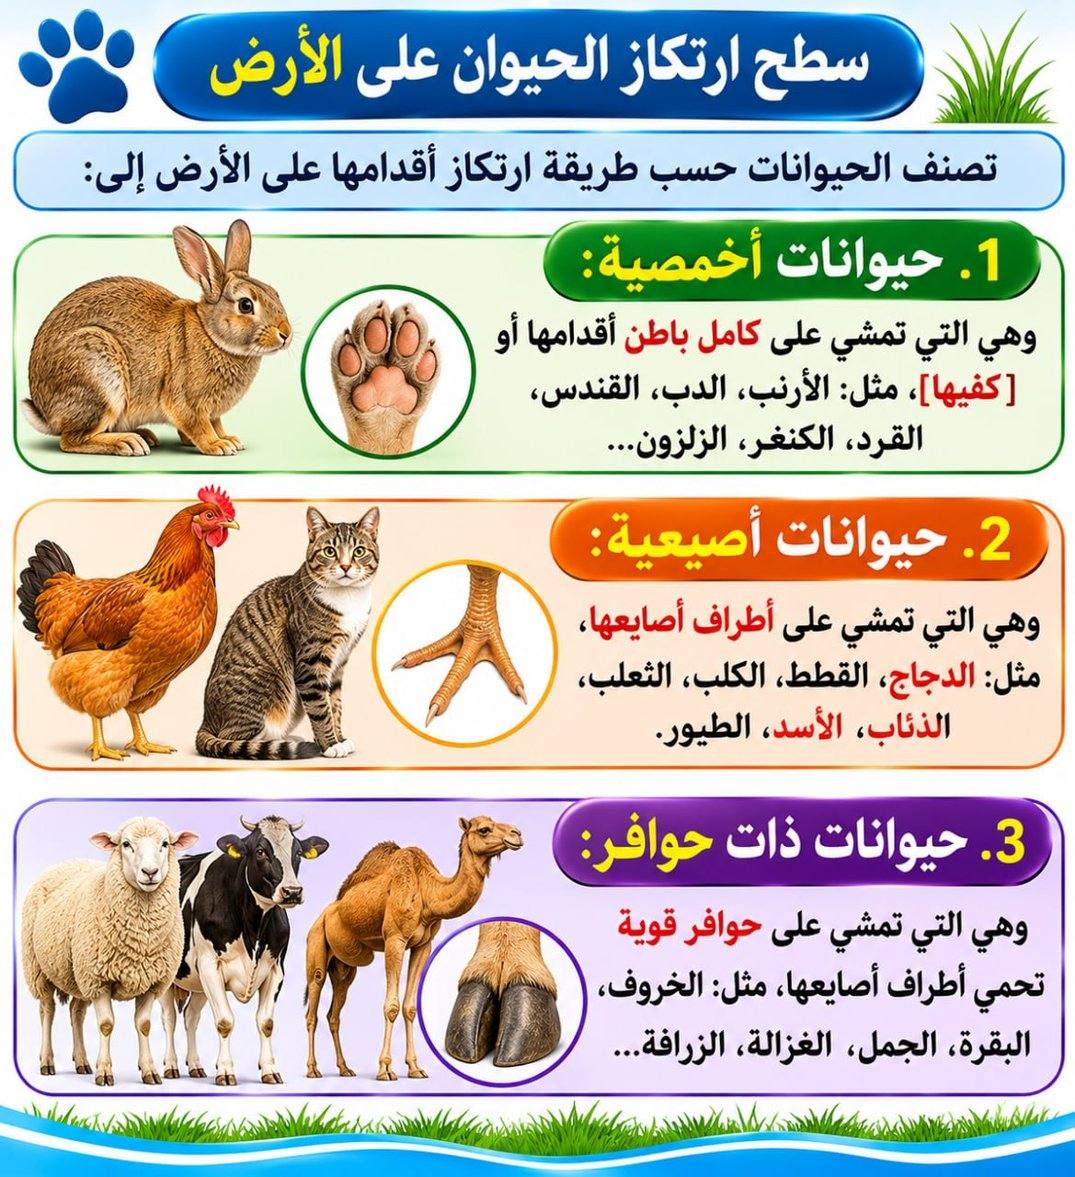 سطح ارتكاز الحيوان على الأرض
تصنف الحيوانات حسب طريقة ارتكاز أقدامها على الأرض إلى:
1. حيوانات أخمصية:
وهي التي تمشي على كامل باطن أقدامها أو
[كفيها]، مثل: الأرنب، الدب، القندس،
القرد، الكنغر، الزلزون...
2. حيوانات أصيعية:
وهي التي تمشي على أطراف أصايعها،
مثل: الدجاج، القطط، الكلب، الثعلب،
الذئاب، الأسد، الطيور.
3. حيوانات ذات حوافر:
وهي التي تمشي على حوافر قوية
تحمي أطراف أصايعها، مثل: الخروف،
البقرة، الجمل، الغزالة، الزرافة...